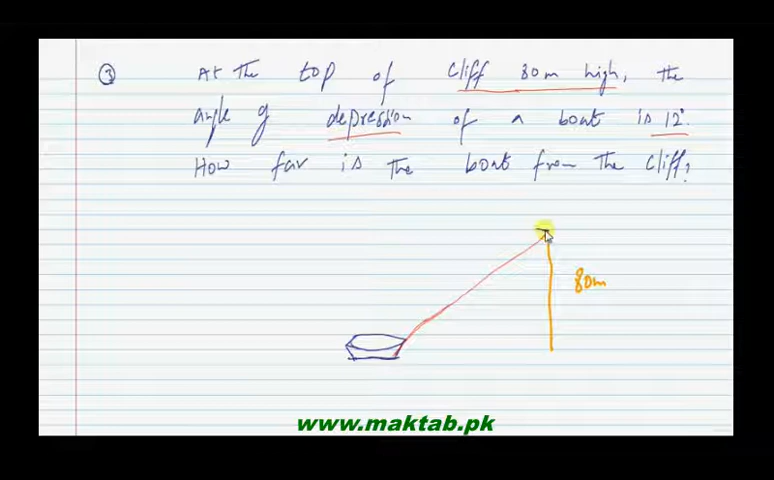 ③ At the top of cliff 80m high, the
angle of depression of a boat is 12°.
How far is the boat from the cliff?
80m
www.maktab.pk